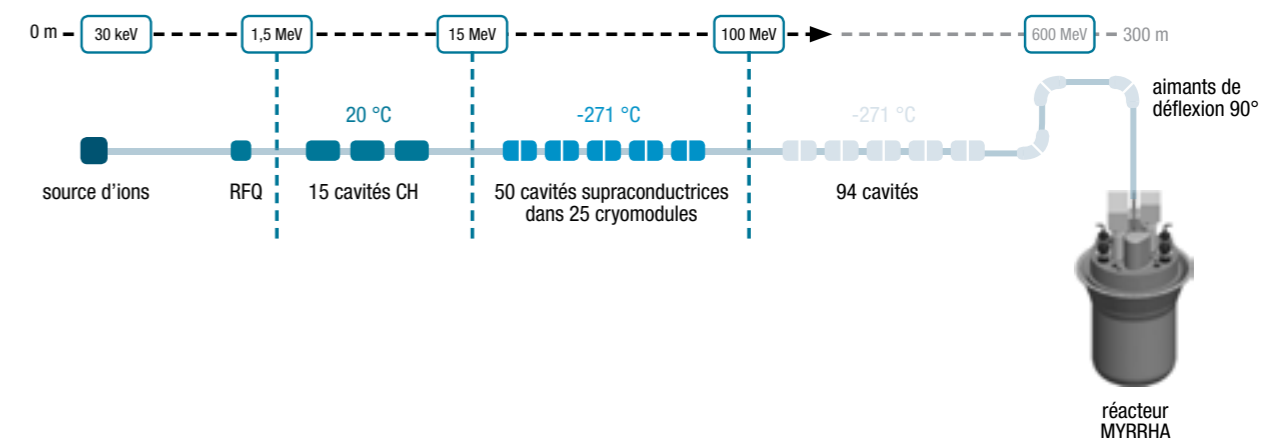 0 m
30 keV
1,5 MeV
15 MeV
100 MeV
600 MeV
300 m
aimants de
déflexion 90°
20 °C
-271 °C
-271 °C
source d'ions
RFQ
15 cavités CH
50 cavités supraconductrices
dans 25 cryomodules
94 cavités
réacteur
MYRRHA